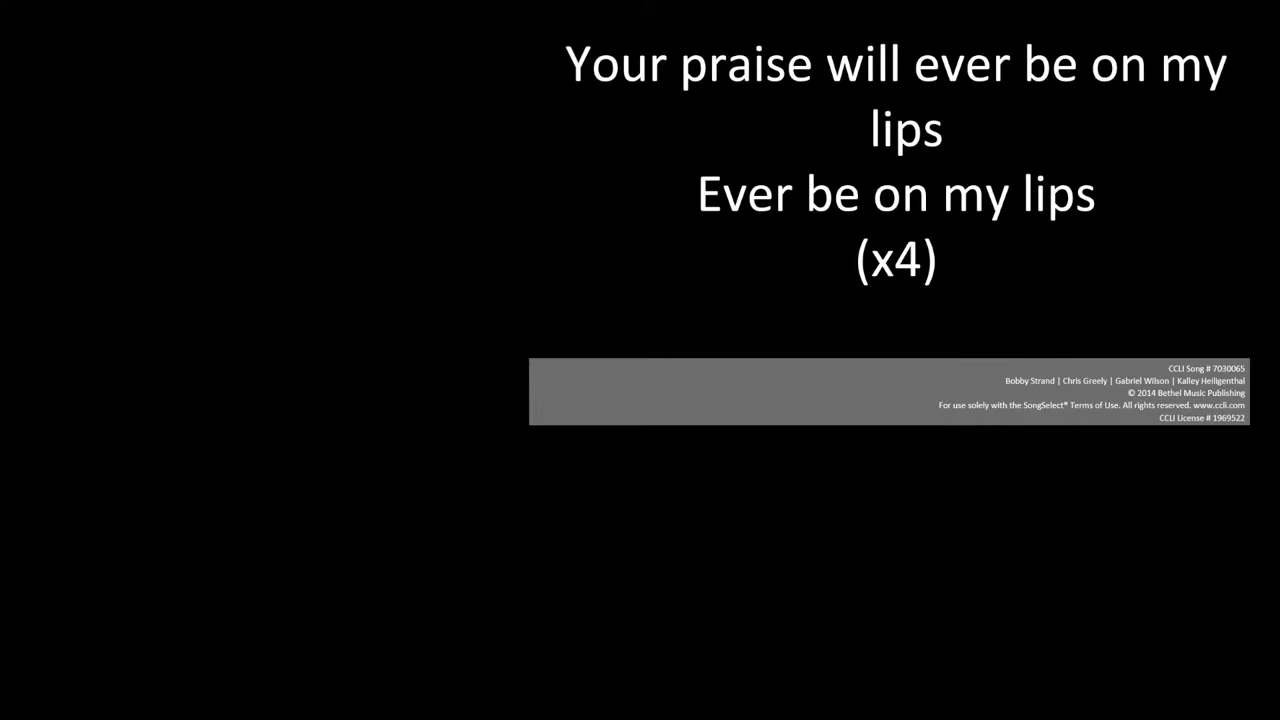 Your praise will ever be on my
lips
Ever be on my lips
(x4)
CCLI Song # 7030065
Bobby Strand | Chris Greely | Gabriel Wilson | Kalley Heiligenthal
© 2014 Bethel Music Publishing
For use solely with the SongSelect® Terms of Use. All rights reserved. www.ccli.com
CCLI License # 1969522